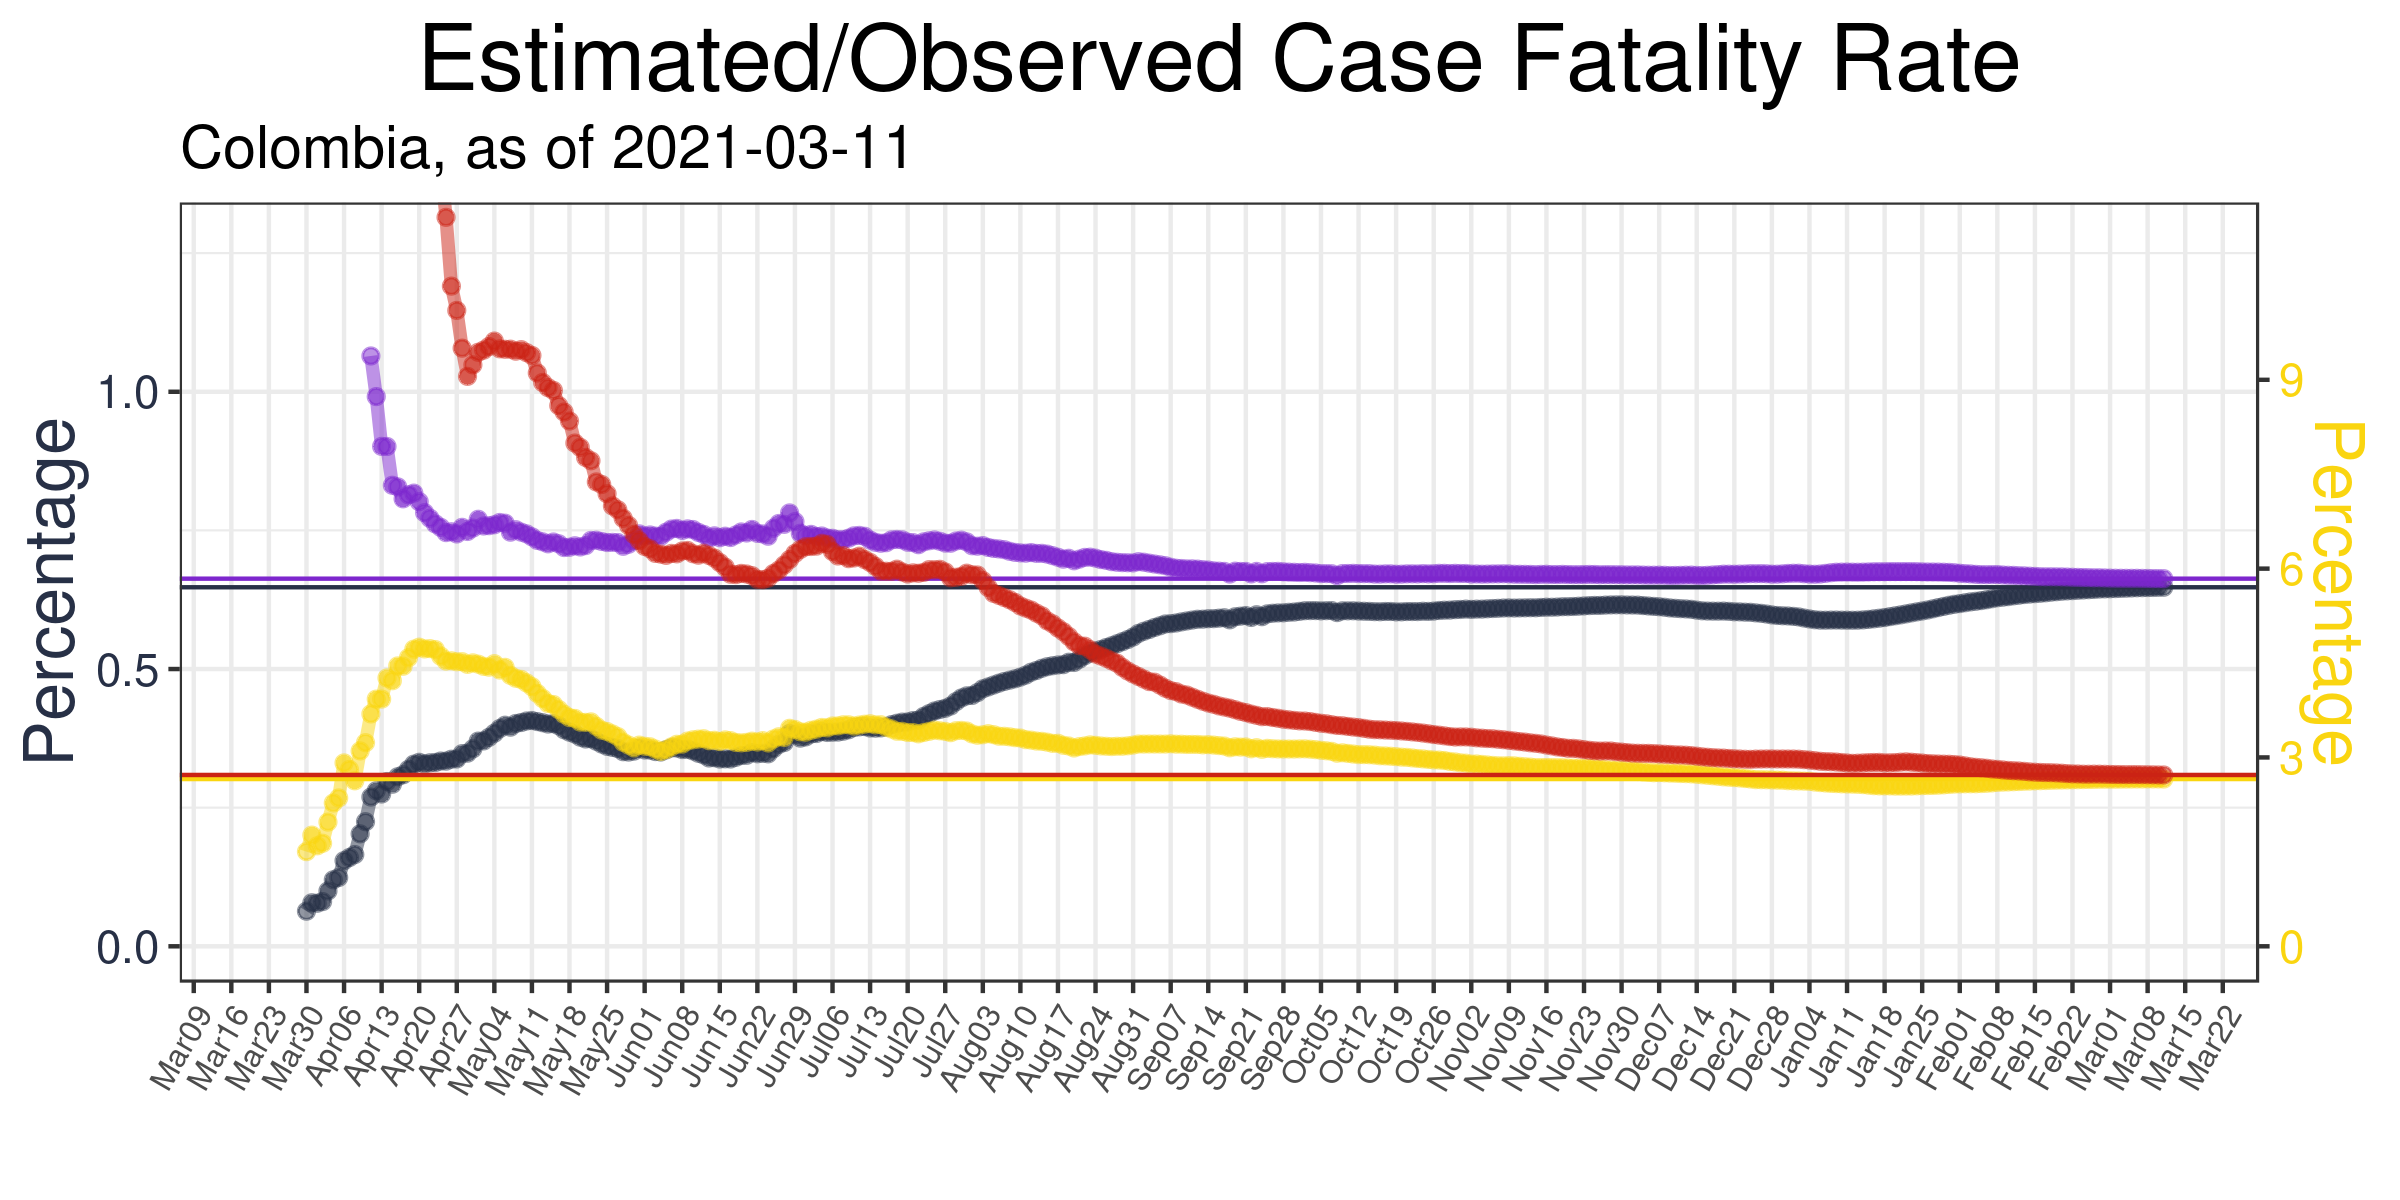 Estimated/Observed Case Fatality Rate
Colombia, as of 2021-03-11
Percentage
1.0
0.5
0.0
9
6
3
0
Percentage
Mar09
Mar16
Mar23
Mar30
Apr06
Apr13
Apr20
Apr27
May04
May11
May18
May25
Jun01
Jun08
Jun15
Jun22
Jun29
Jul06
Jul13
Jul20
Jul27
Aug03
Aug10
Aug17
Aug24
Aug31
Sep07
Sep14
Sep21
Sep28
Oct05
Oct12
Oct19
Oct26
Nov02
Nov09
Nov16
Nov23
Nov30
Dec07
Dec14
Dec21
Dec28
Jan04
Jan11
Jan18
Jan25
Feb01
Feb08
Feb15
Feb22
Mar01
Mar08
Mar15
Mar22